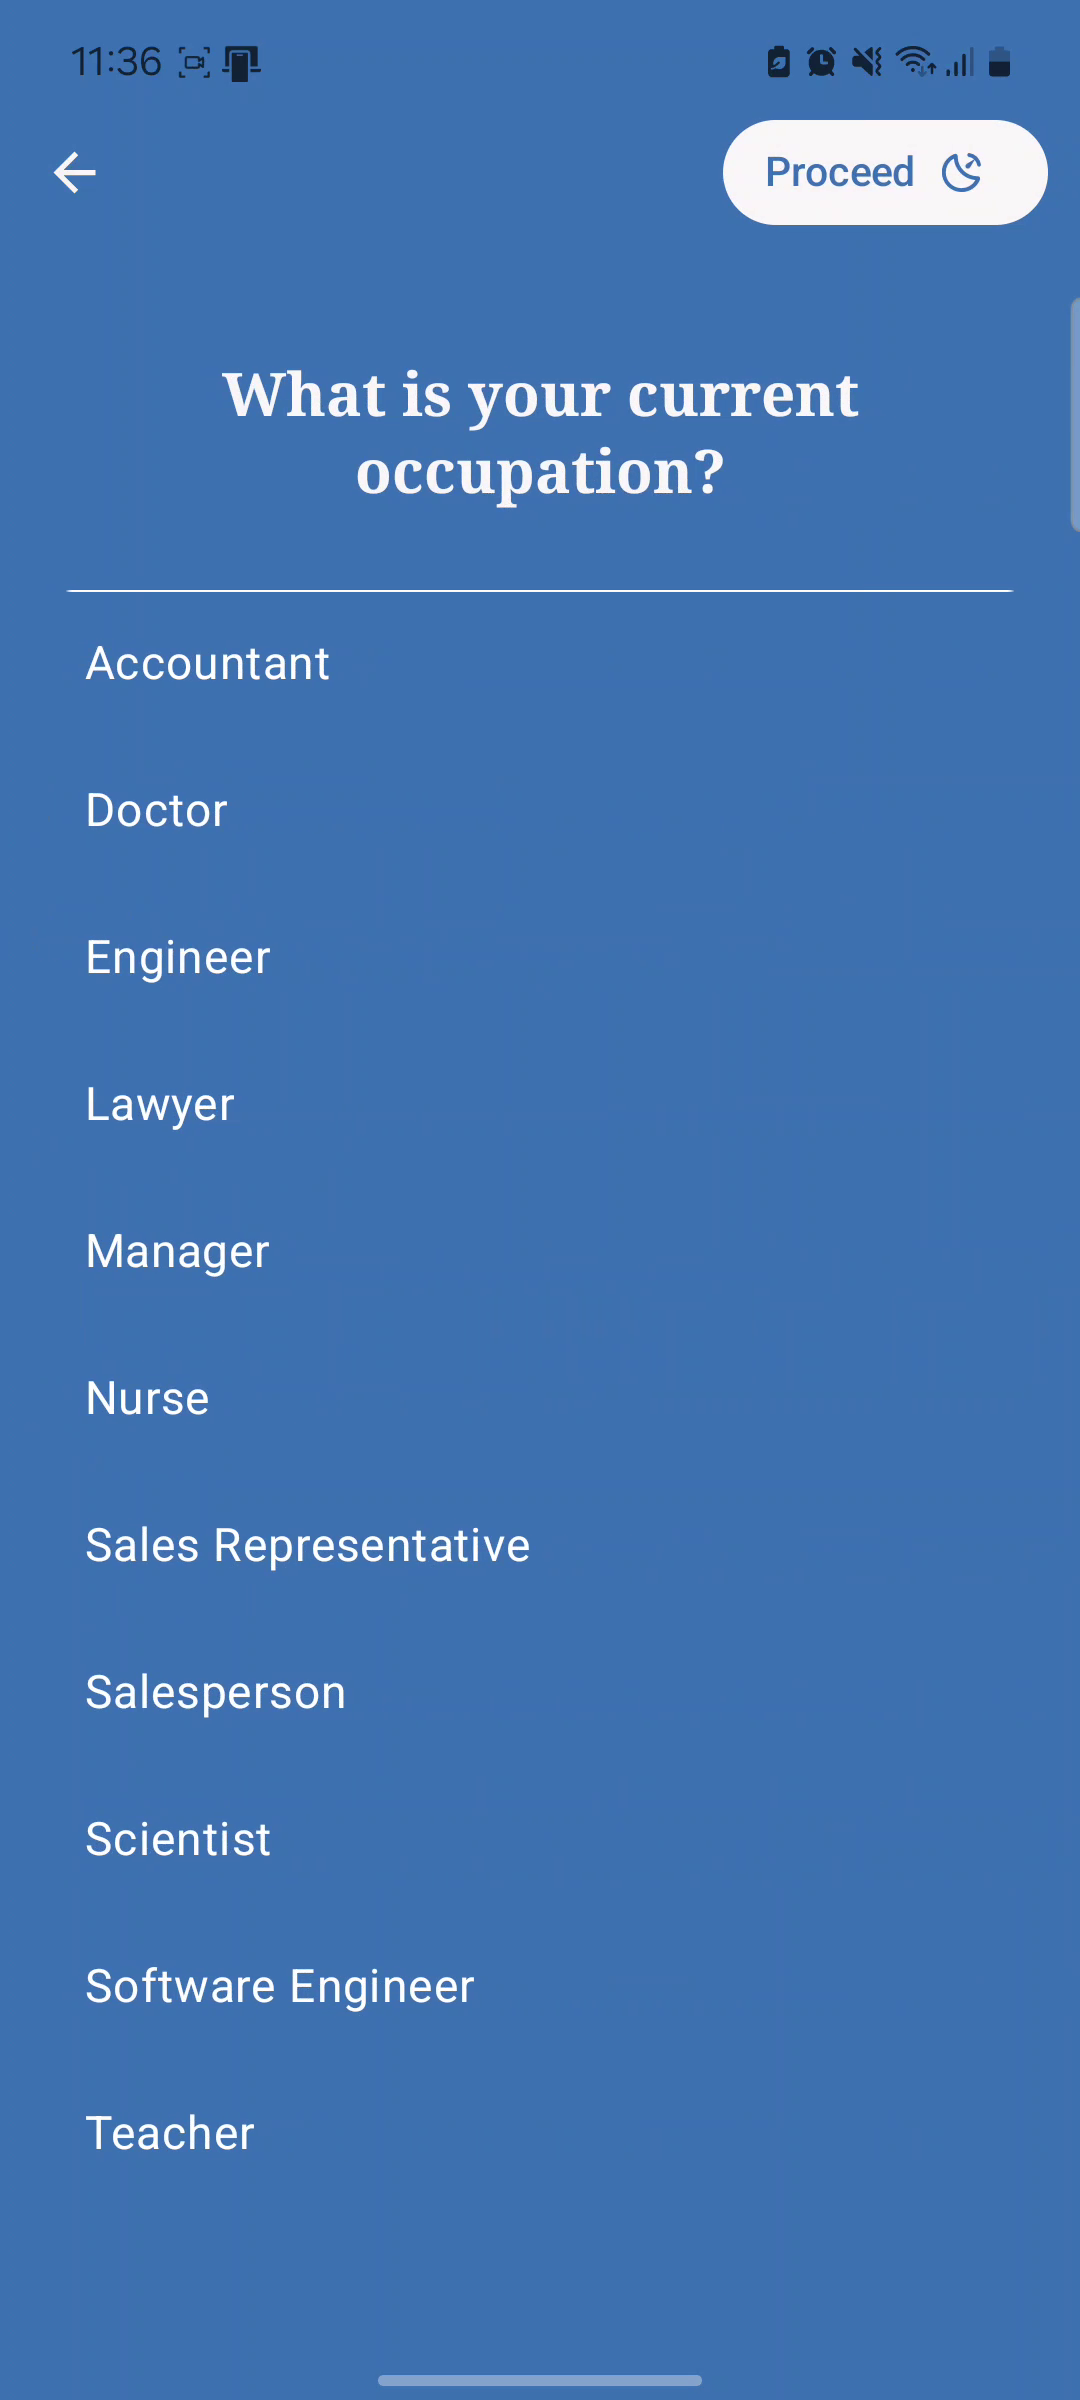 11:36
Proceed
What is your current
occupation?
Accountant
Doctor
Engineer
Lawyer
Manager
Nurse
Sales Representative
Salesperson
Scientist
Software Engineer
Teacher